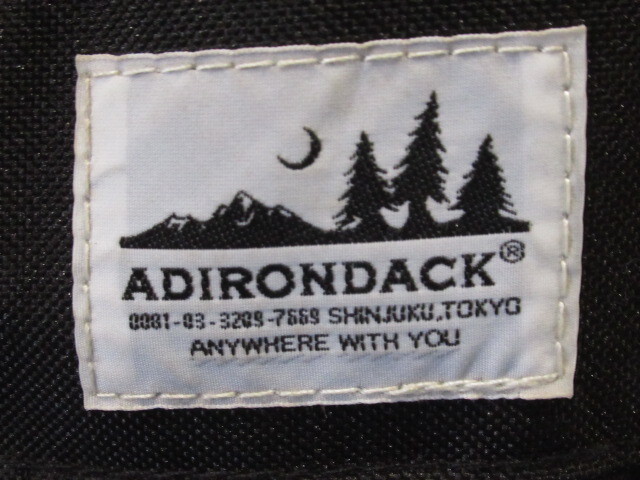 ADIRONDACK®
0081-03-3209-7669 SHINJUKU,TOKYO
ANYWHERE WITH YOU